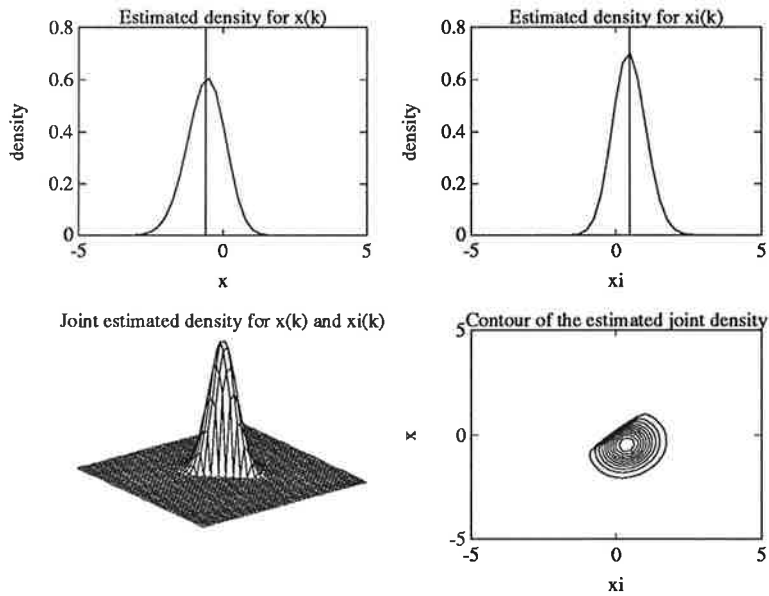 Estimated density for x(k)
0.8
0.6
0.4
0.2
0
density
-5
0
5
x
Estimated density for xi(k)
0.8
0.6
0.4
0.2
0
density
-5
0
5
xi
Joint estimated density for x(k) and xi(k)
Contour of the estimated joint density
5
0
-5
x
-5
0
5
xi